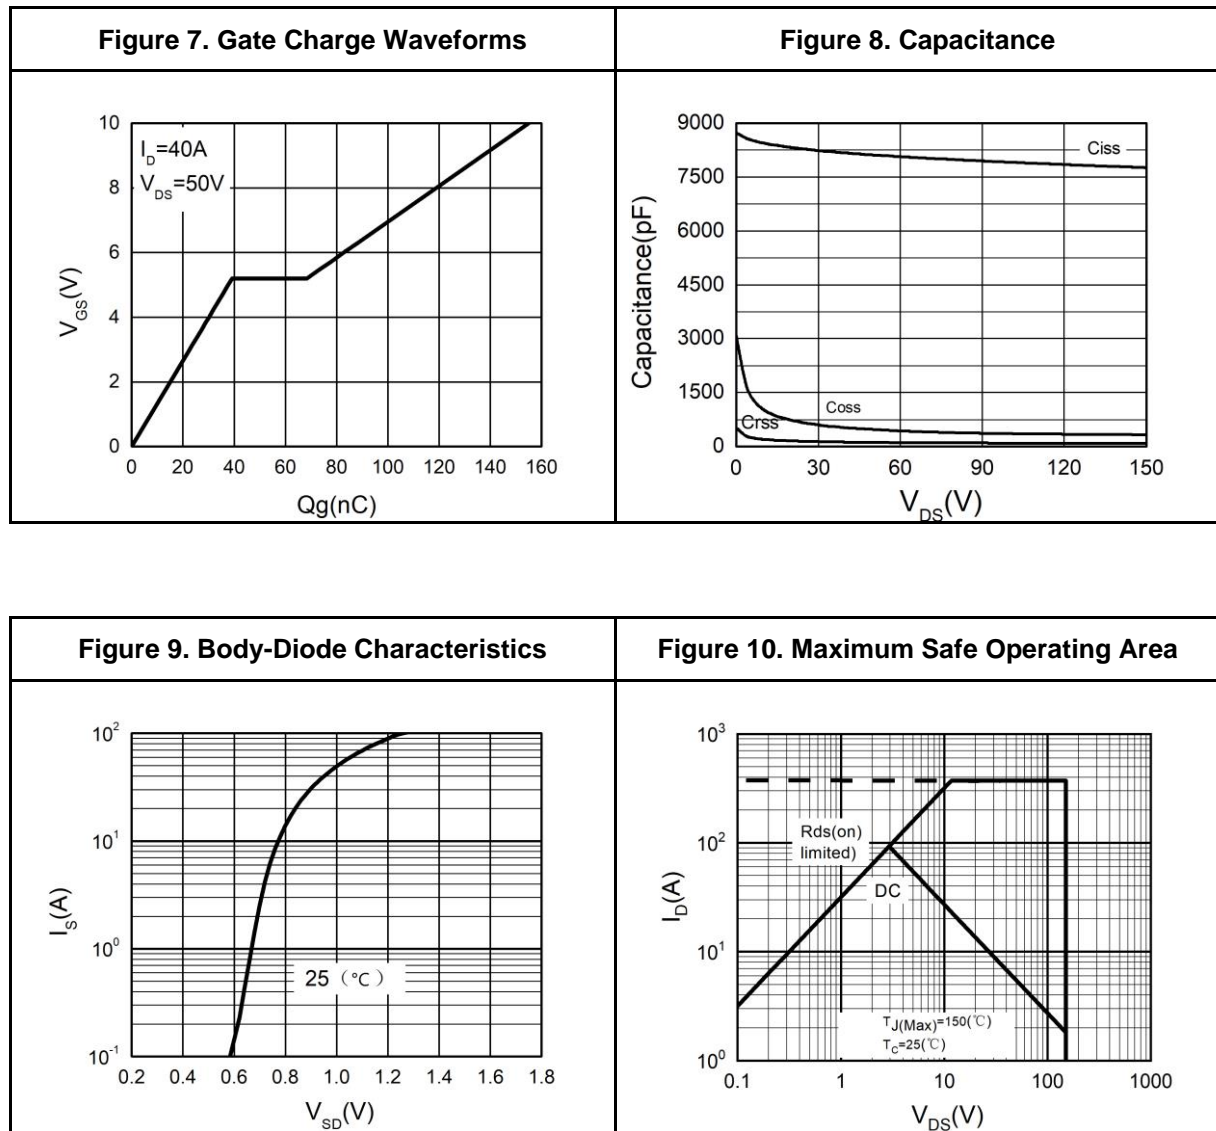 Figure 7. Gate Charge Waveforms
Figure 8. Capacitance
10
8
6
4
2
0
I_D=40A
V_DS=50V
V_GS(V)
0 20 40 60 80 100 120 140 160
Qg(nC)
9000
7500
6000
4500
3000
1500
0
Capacitance(pF)
Ciss
Coss
Crss
0 30 60 90 120 150
V_DS(V)
Figure 9. Body-Diode Characteristics
Figure 10. Maximum Safe Operating Area
10^2
10^1
10^0
10^-1
I_S(A)
25（℃）
0.2 0.4 0.6 0.8 1.0 1.2 1.4 1.6 1.8
V_SD(V)
10^3
10^2
10^1
10^0
I_D(A)
Rds(on)
limited)
DC
T_J(Max)=150(℃)
T_C=25(℃)
0.1 1 10 100 1000
V_DS(V)